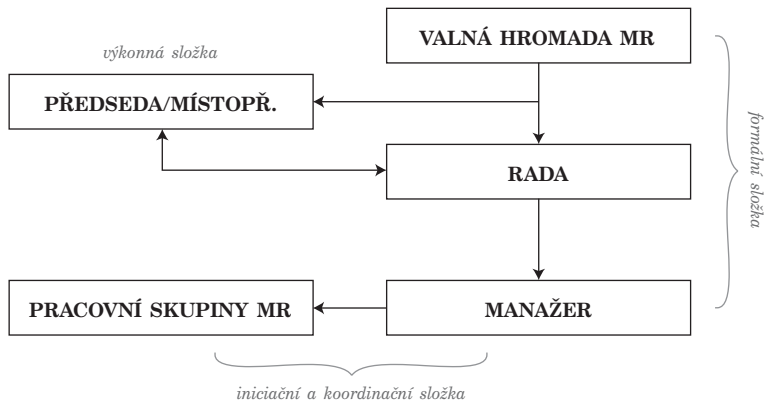 VALNÁ HROMADA MR
výkonná složka
PŘEDSEDA/MÍSTOPŘ.
formální složka
RADA
PRACOVNÍ SKUPINY MR
MANAŽER
iniciační a koordinační složka